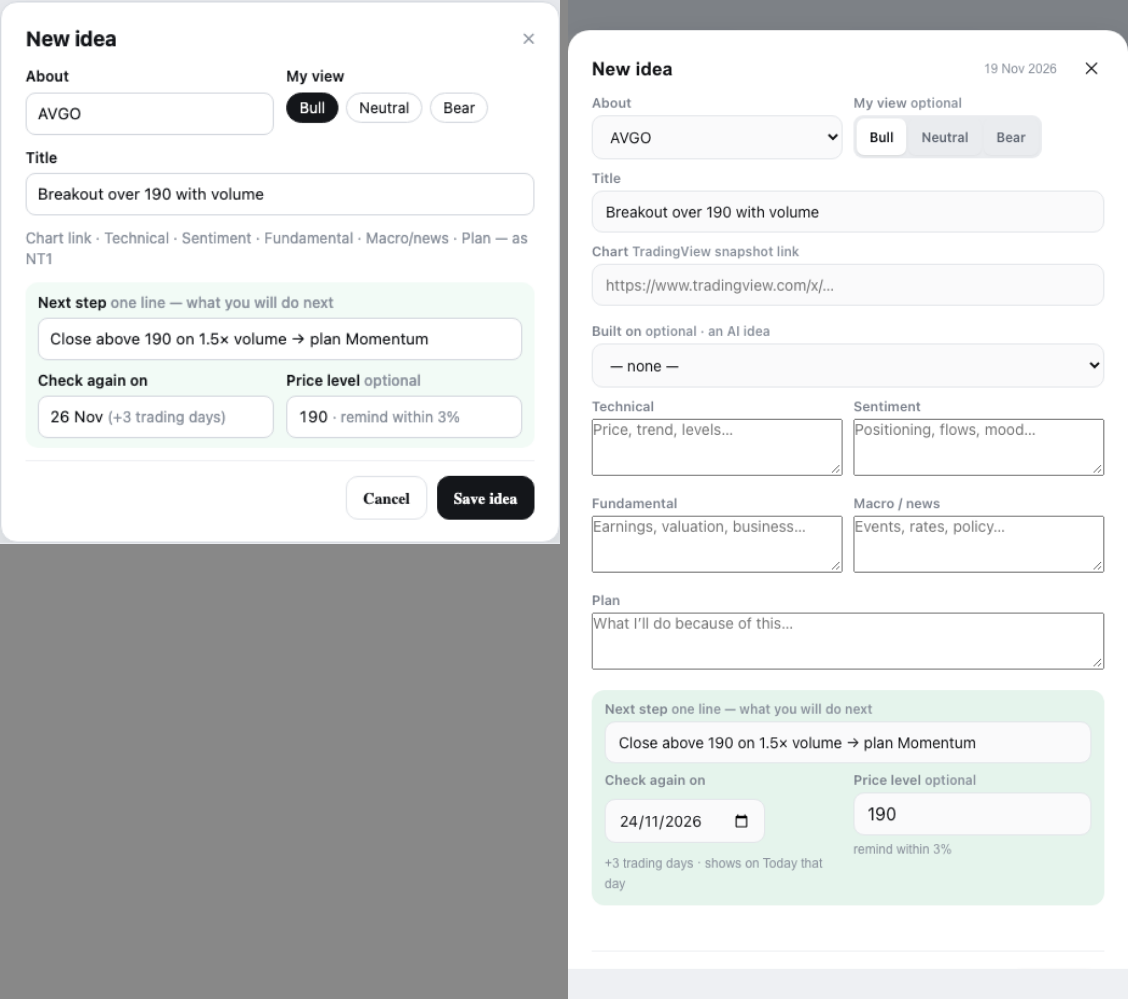 New idea
×
About
My view
AVGO
Bull
Neutral
Bear
Title
Breakout over 190 with volume
Chart link · Technical · Sentiment · Fundamental · Macro/news · Plan — as
NT1
Next step one line — what you will do next
Close above 190 on 1.5× volume → plan Momentum
Check again on
Price level optional
26 Nov (+3 trading days)
190 · remind within 3%
Cancel
Save idea
New idea
19 Nov 2026
About
My view optional
AVGO
Bull
Neutral
Bear
Title
Breakout over 190 with volume
Chart TradingView snapshot link
https://www.tradingview.com/x/…
Built on optional · an AI idea
— none —
Technical
Sentiment
Price, trend, levels…
Positioning, flows, mood…
Fundamental
Macro / news
Earnings, valuation, business…
Events, rates, policy…
Plan
What I’ll do because of this…
Next step one line — what you will do next
Close above 190 on 1.5× volume → plan Momentum
Check again on
Price level optional
24/11/2026
190
remind within 3%
+3 trading days · shows on Today that
day